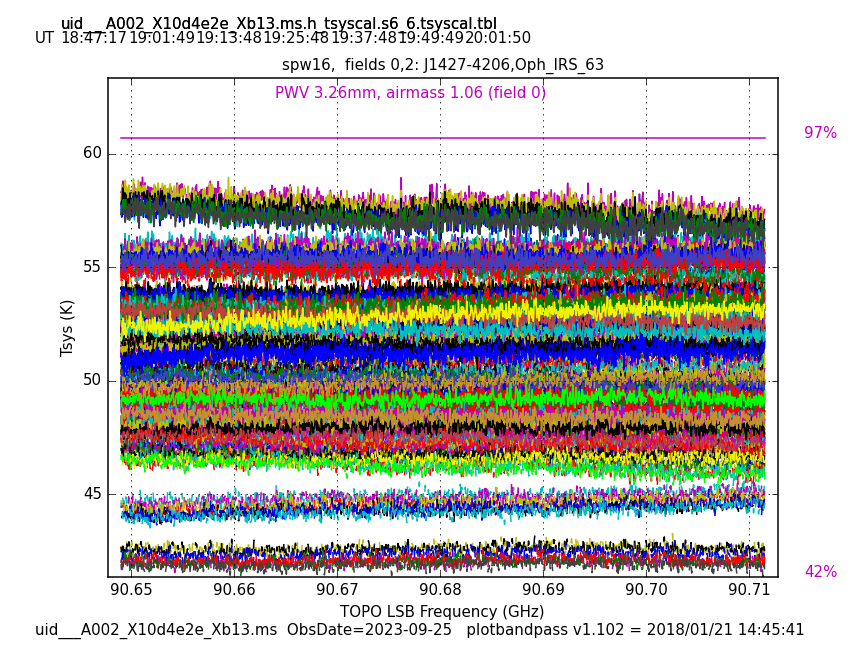 uid___A002_X10d4e2e_Xb13.ms.h_tsyscal.s6_6.tsyscal.tbl
UT 18:47:17 19:01:49 19:13:48 19:25:48 19:37:48 19:49:49 20:01:50
spw16, fields 0,2: J1427-4206,Oph_IRS_63
PWV 3.26mm, airmass 1.06 (field 0)
97%
60
55
Tsys (K)
50
45
42%
90.65 90.66 90.67 90.68 90.69 90.70 90.71
TOPO LSB Frequency (GHz)
uid___A002_X10d4e2e_Xb13.ms ObsDate=2023-09-25 plotbandpass v1.102 = 2018/01/21 14:45:41